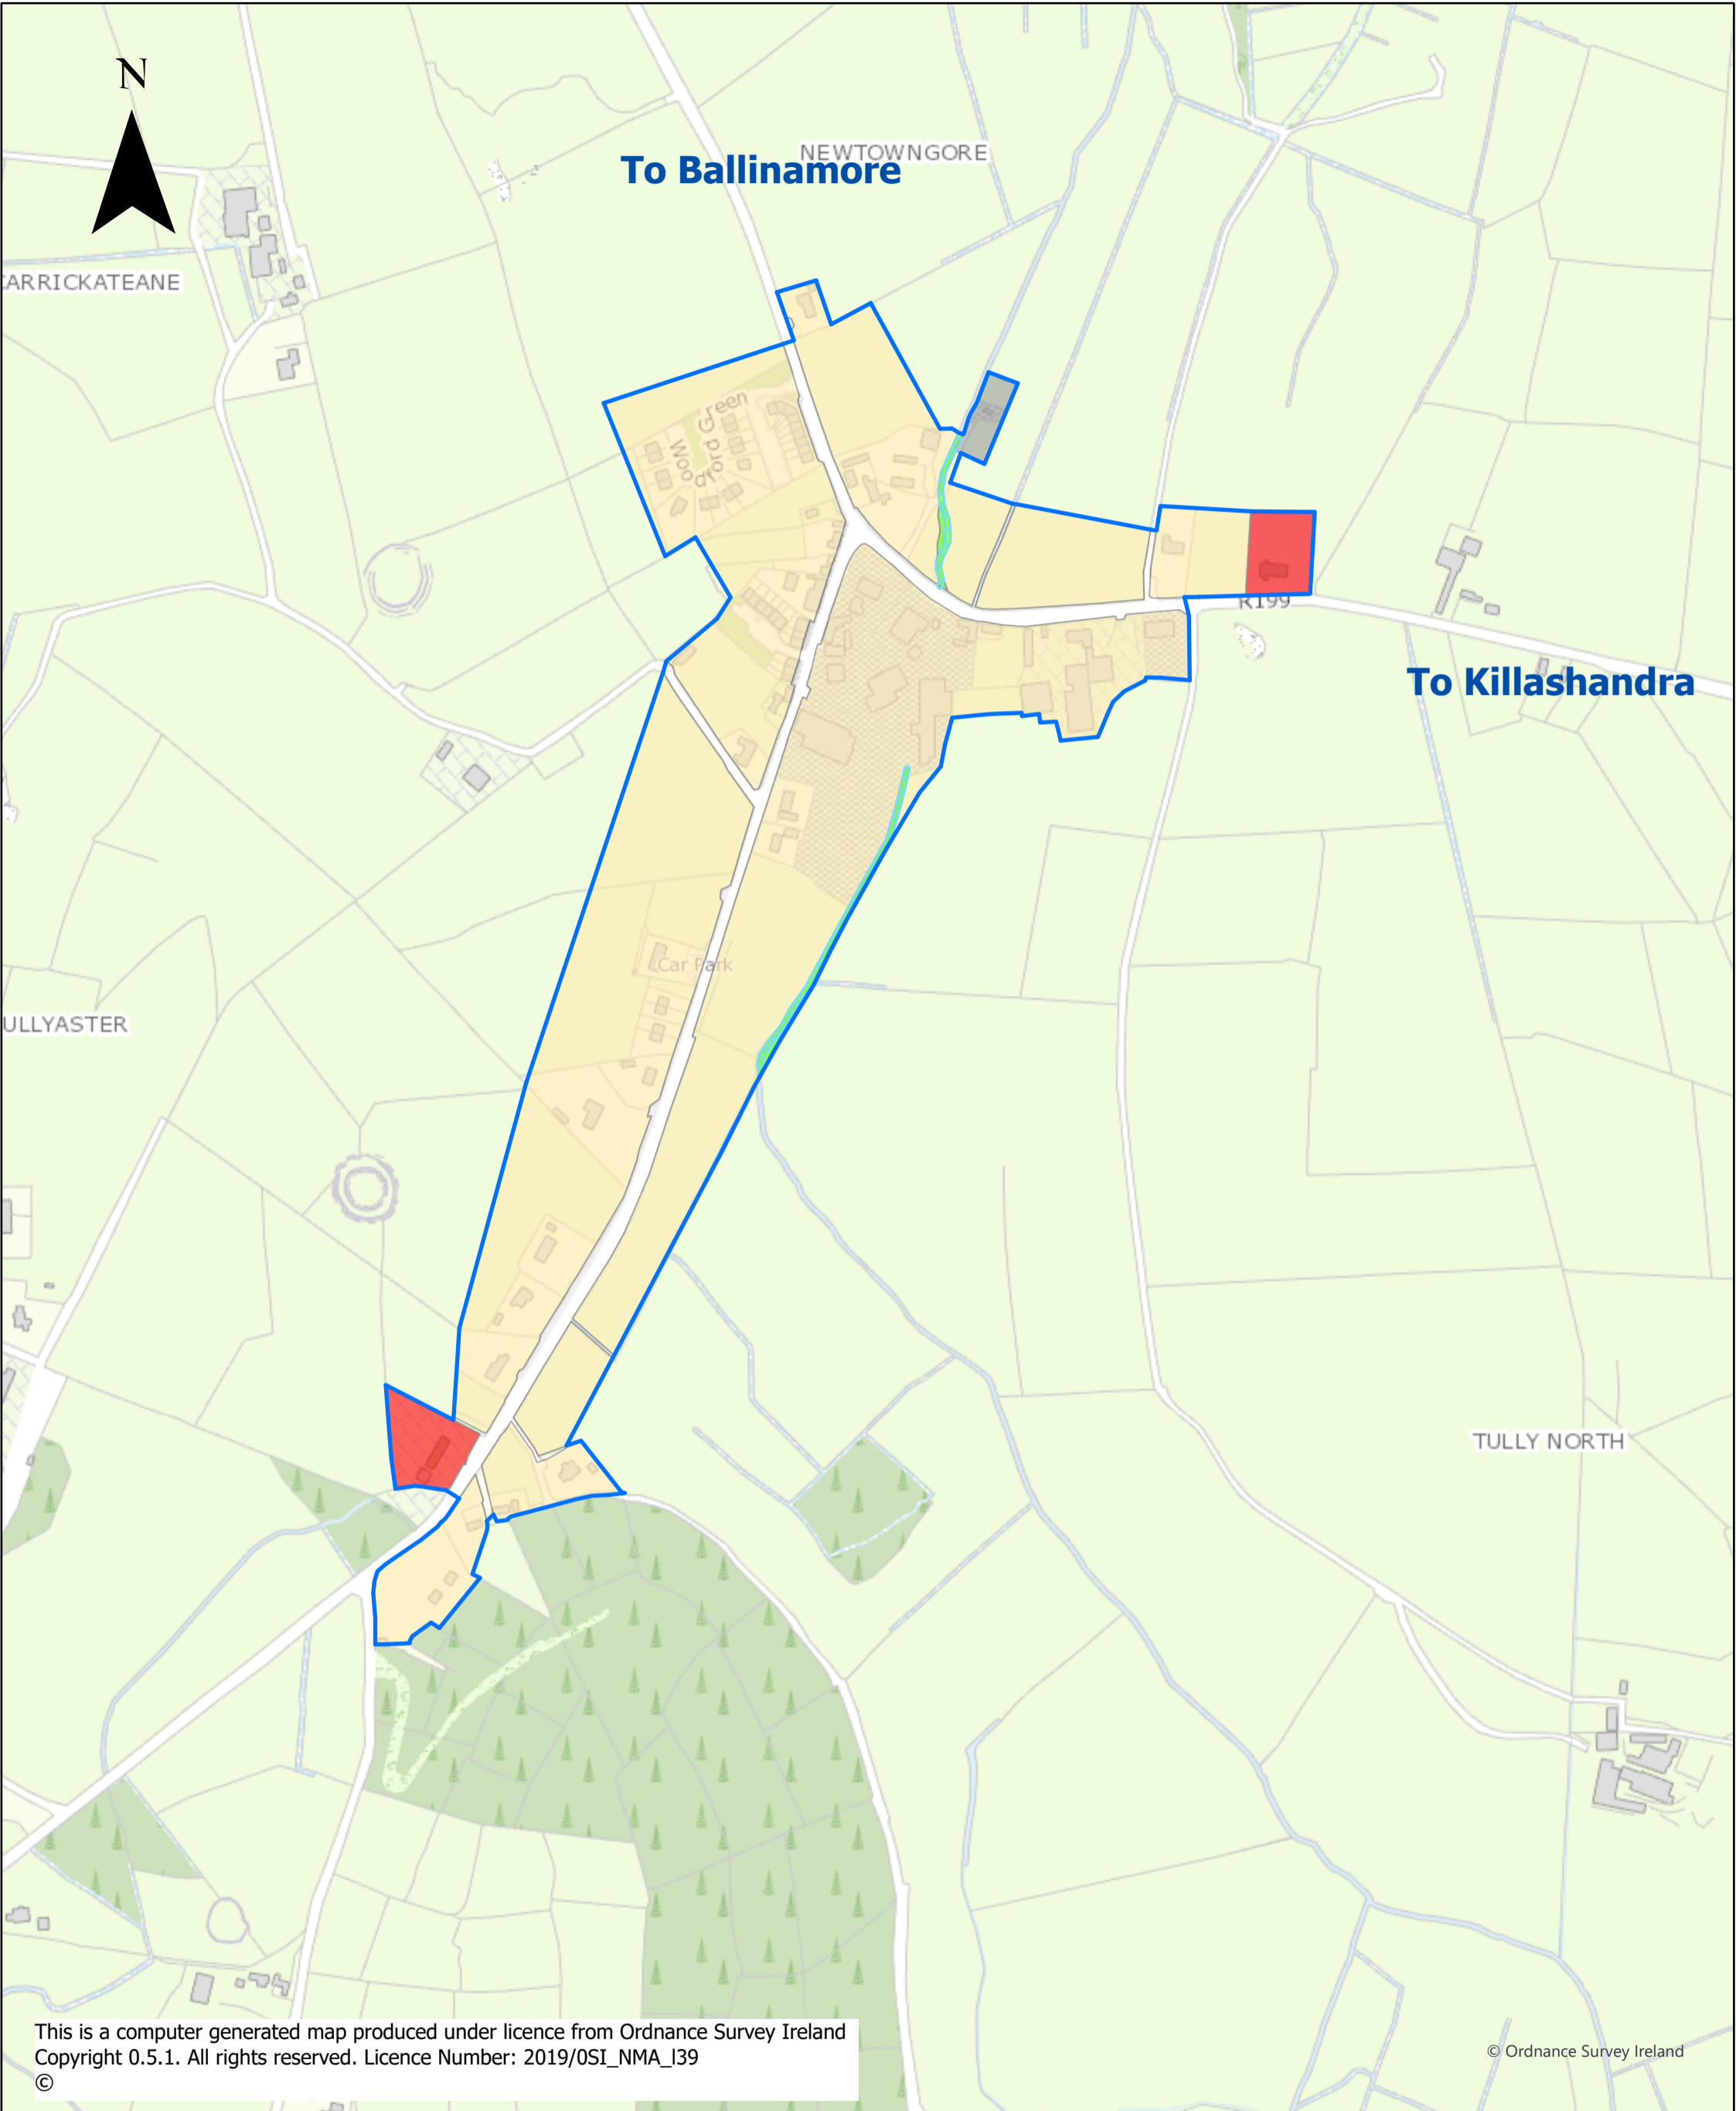 N
NEWTOWNGORE
To Ballinamore
CARRICKATEANE
Woodford Green
R199
To Killashandra
Car Park
ULLYASTER
TULLY NORTH
This is a computer generated map produced under licence from Ordnance Survey Ireland
Copyright 0.5.1. All rights reserved. Licence Number: 2019/0SI_NMA_l39
©
© Ordnance Survey Ireland